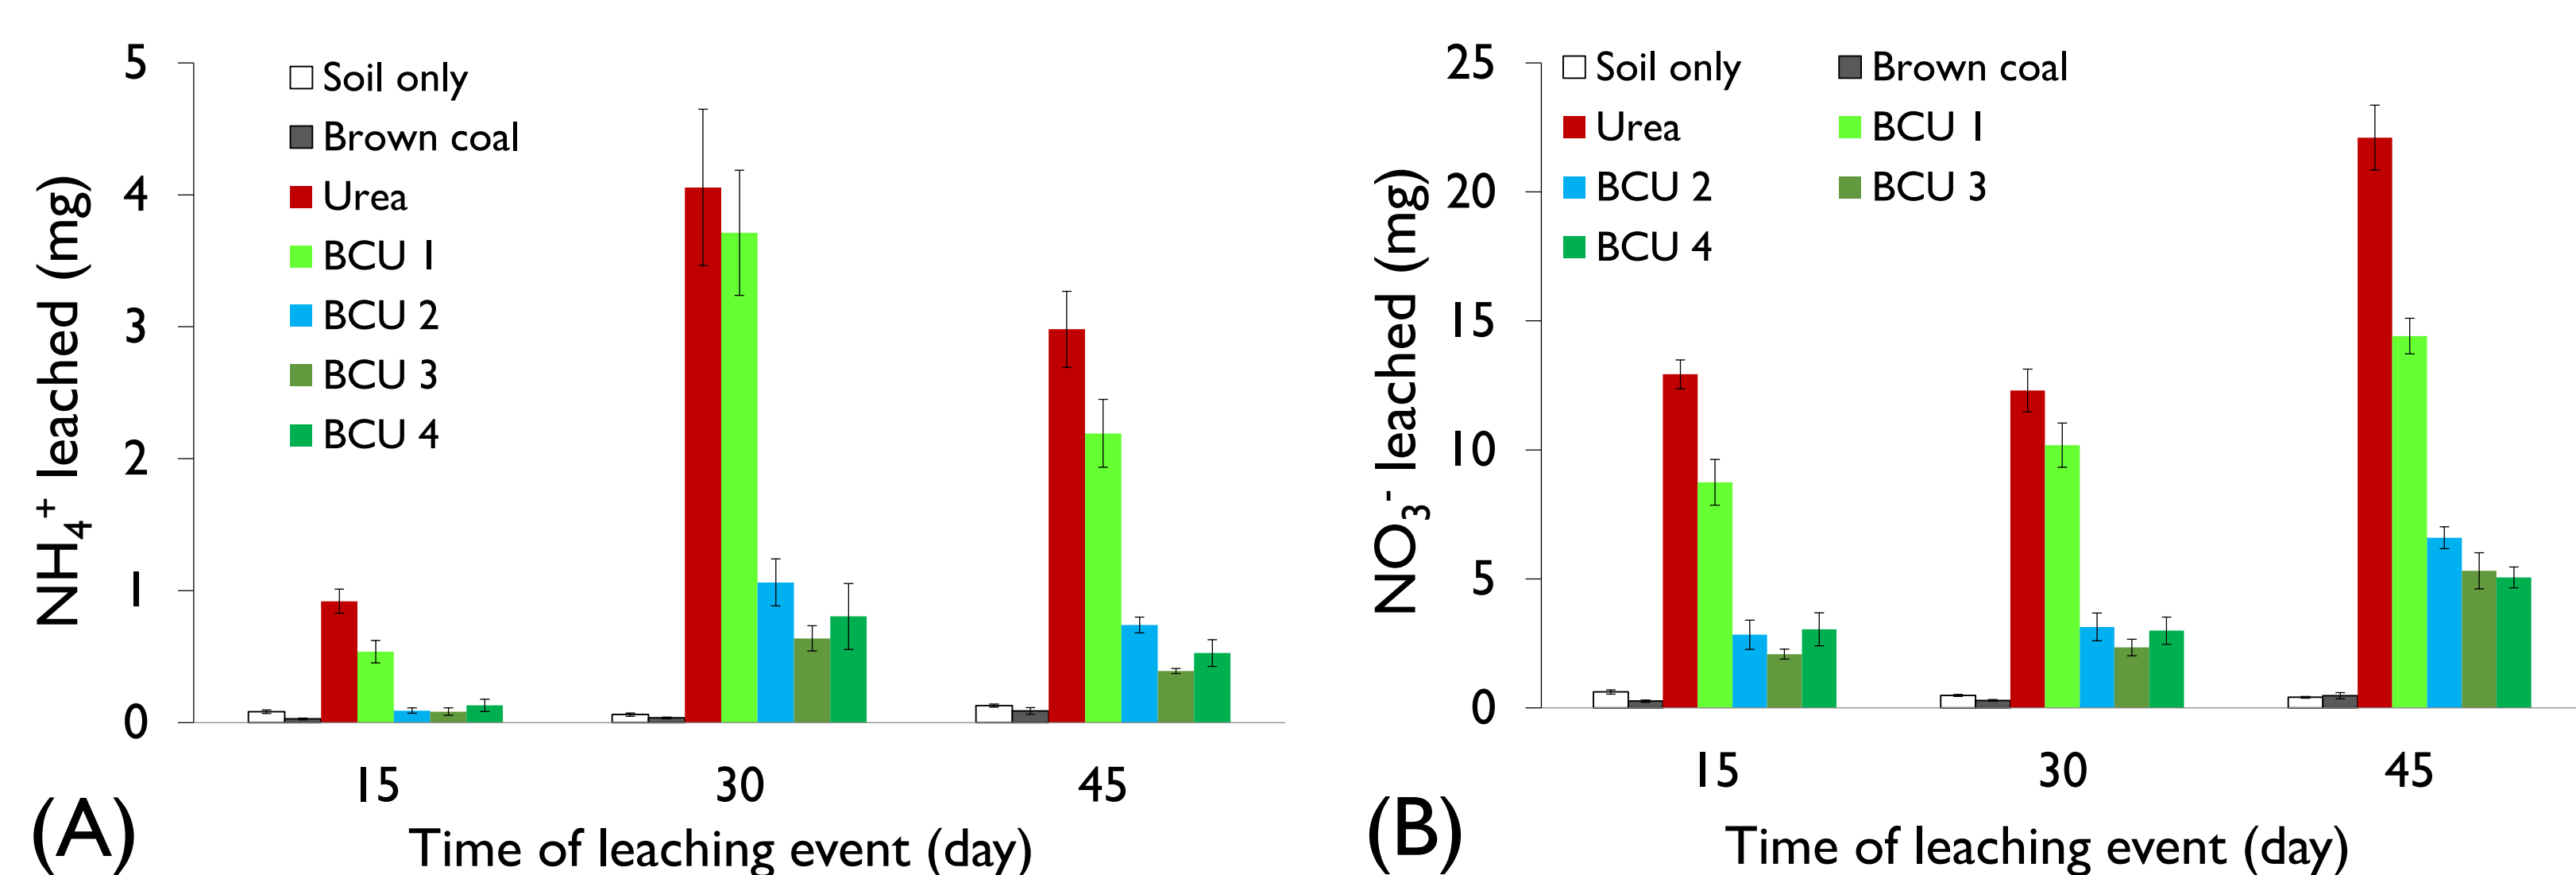 5
4
3
2
1
0
NH4+ leached (mg)
Soil only
Brown coal
Urea
BCU 1
BCU 2
BCU 3
BCU 4
15 30 45
Time of leaching event (day)
(A)
25
20
15
10
5
0
NO3- leached (mg)
Soil only Brown coal
Urea BCU 1
BCU 2 BCU 3
BCU 4
15 30 45
Time of leaching event (day)
(B)